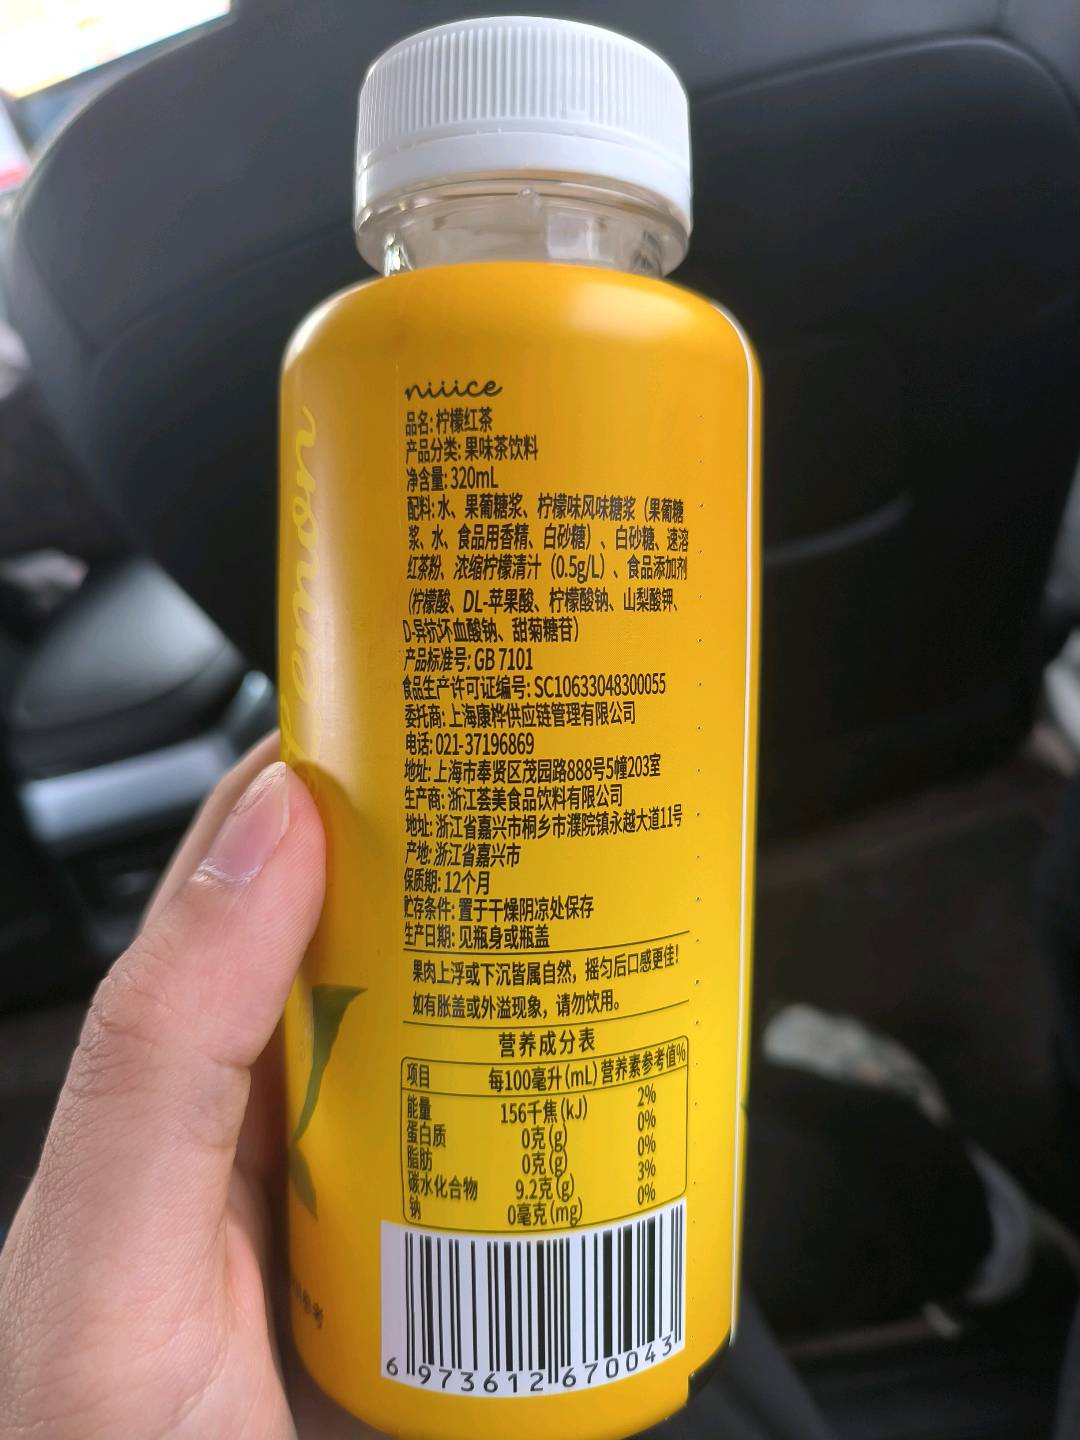 niiice
品名: 柠檬红茶
产品分类: 果味茶饮料
净含量: 320mL
配料: 水、果葡糖浆、柠檬味风味糖浆（果葡糖
浆、水、食品用香精、白砂糖）、白砂糖、速溶
红茶粉、浓缩柠檬清汁（0.5g/L）、食品添加剂
（柠檬酸、DL-苹果酸、柠檬酸钠、山梨酸钾、
D-异抗坏血酸钠、甜菊糖苷）
产品标准号: GB 7101
食品生产许可证编号: SC10633048300055
委托商: 上海康桦供应链管理有限公司
电话: 021-37196869
地址: 上海市奉贤区茂园路888号5幢203室
生产商: 浙江荟美食品饮料有限公司
地址: 浙江省嘉兴市桐乡市濮院镇永越大道11号
产地: 浙江省嘉兴市
保质期: 12个月
贮存条件: 置于干燥阴凉处保存
生产日期: 见瓶身或瓶盖
果肉上浮或下沉皆属自然，摇匀后口感更佳！
如有胀盖或外溢现象，请勿饮用。
营养成分表
项目 每100毫升(mL) 营养素参考值%
能量 156千焦(kJ) 2%
蛋白质 0克(g) 0%
脂肪 0克(g) 0%
碳水化合物 9.2克(g) 3%
钠 0毫克(mg) 0%
6 973612 670043